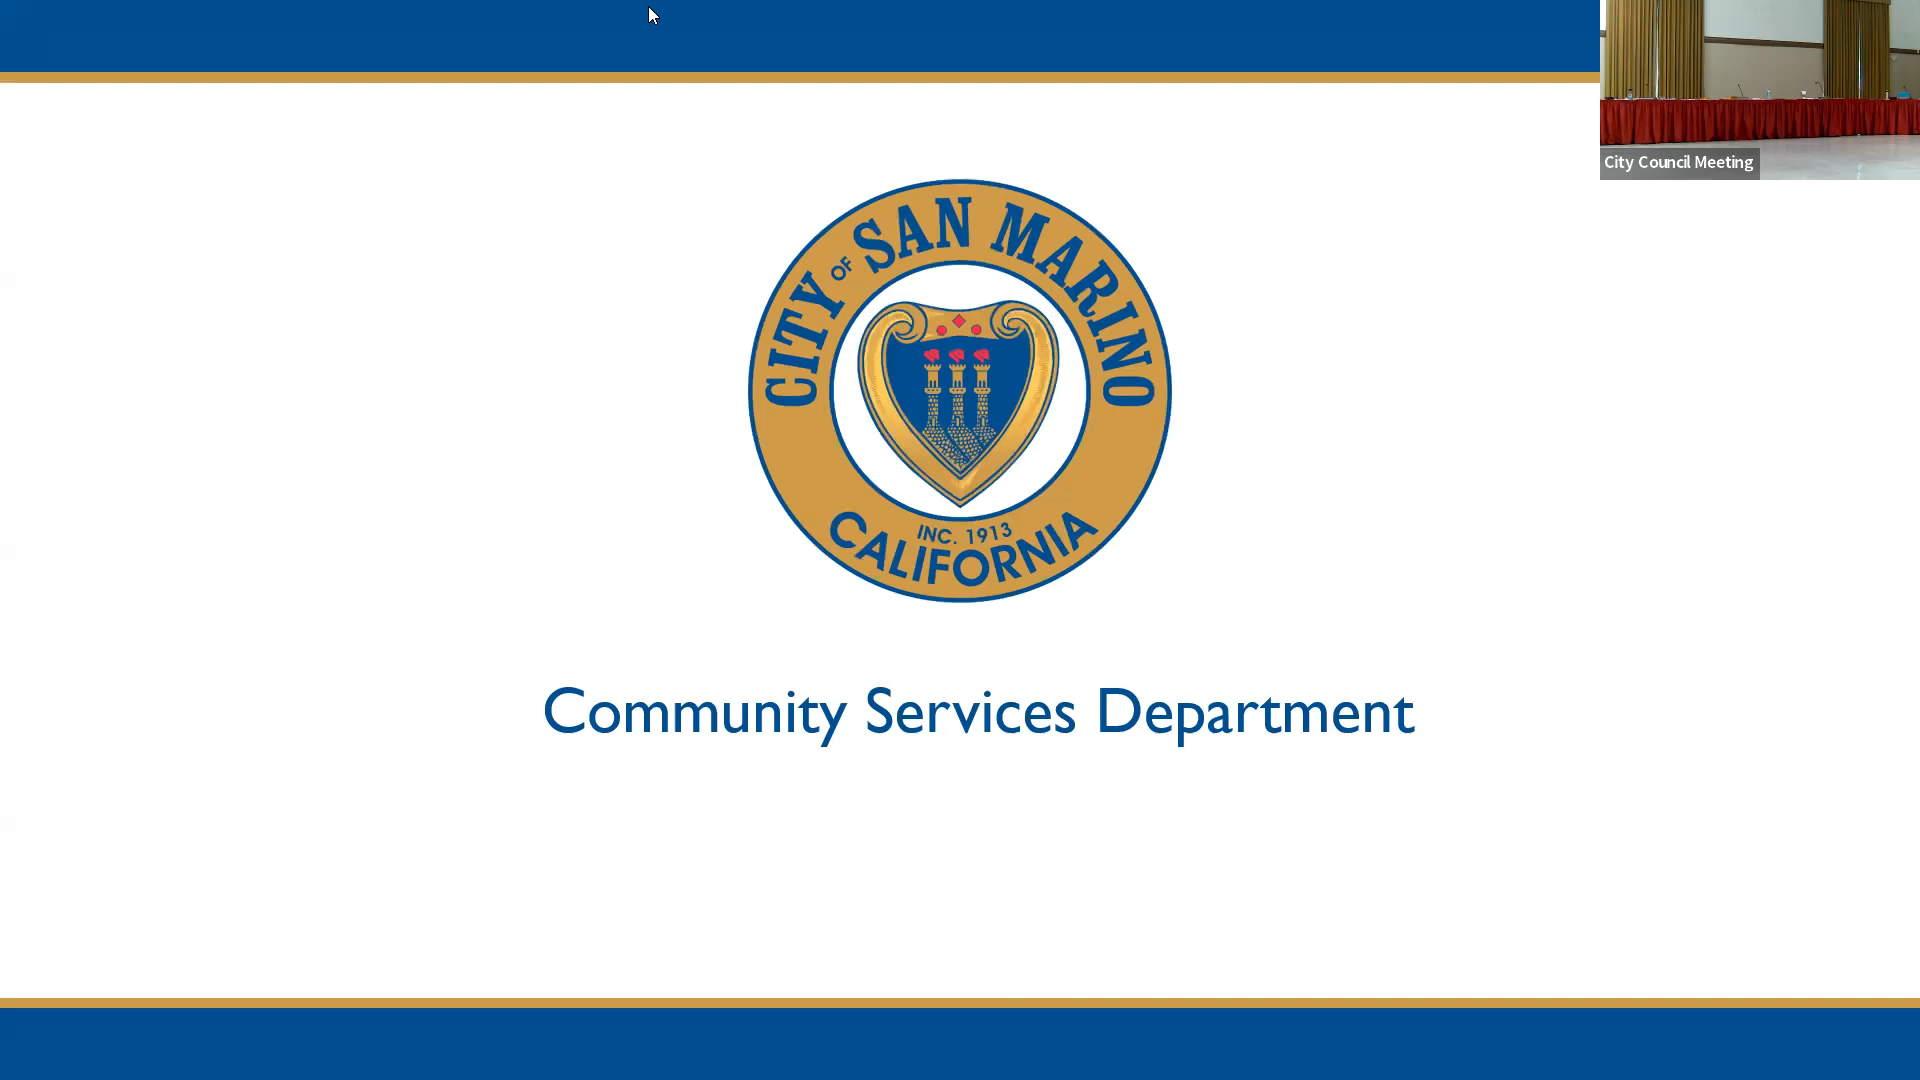 City Council Meeting
CITY OF SAN MARINO
INC. 1913
CALIFORNIA
Community Services Department